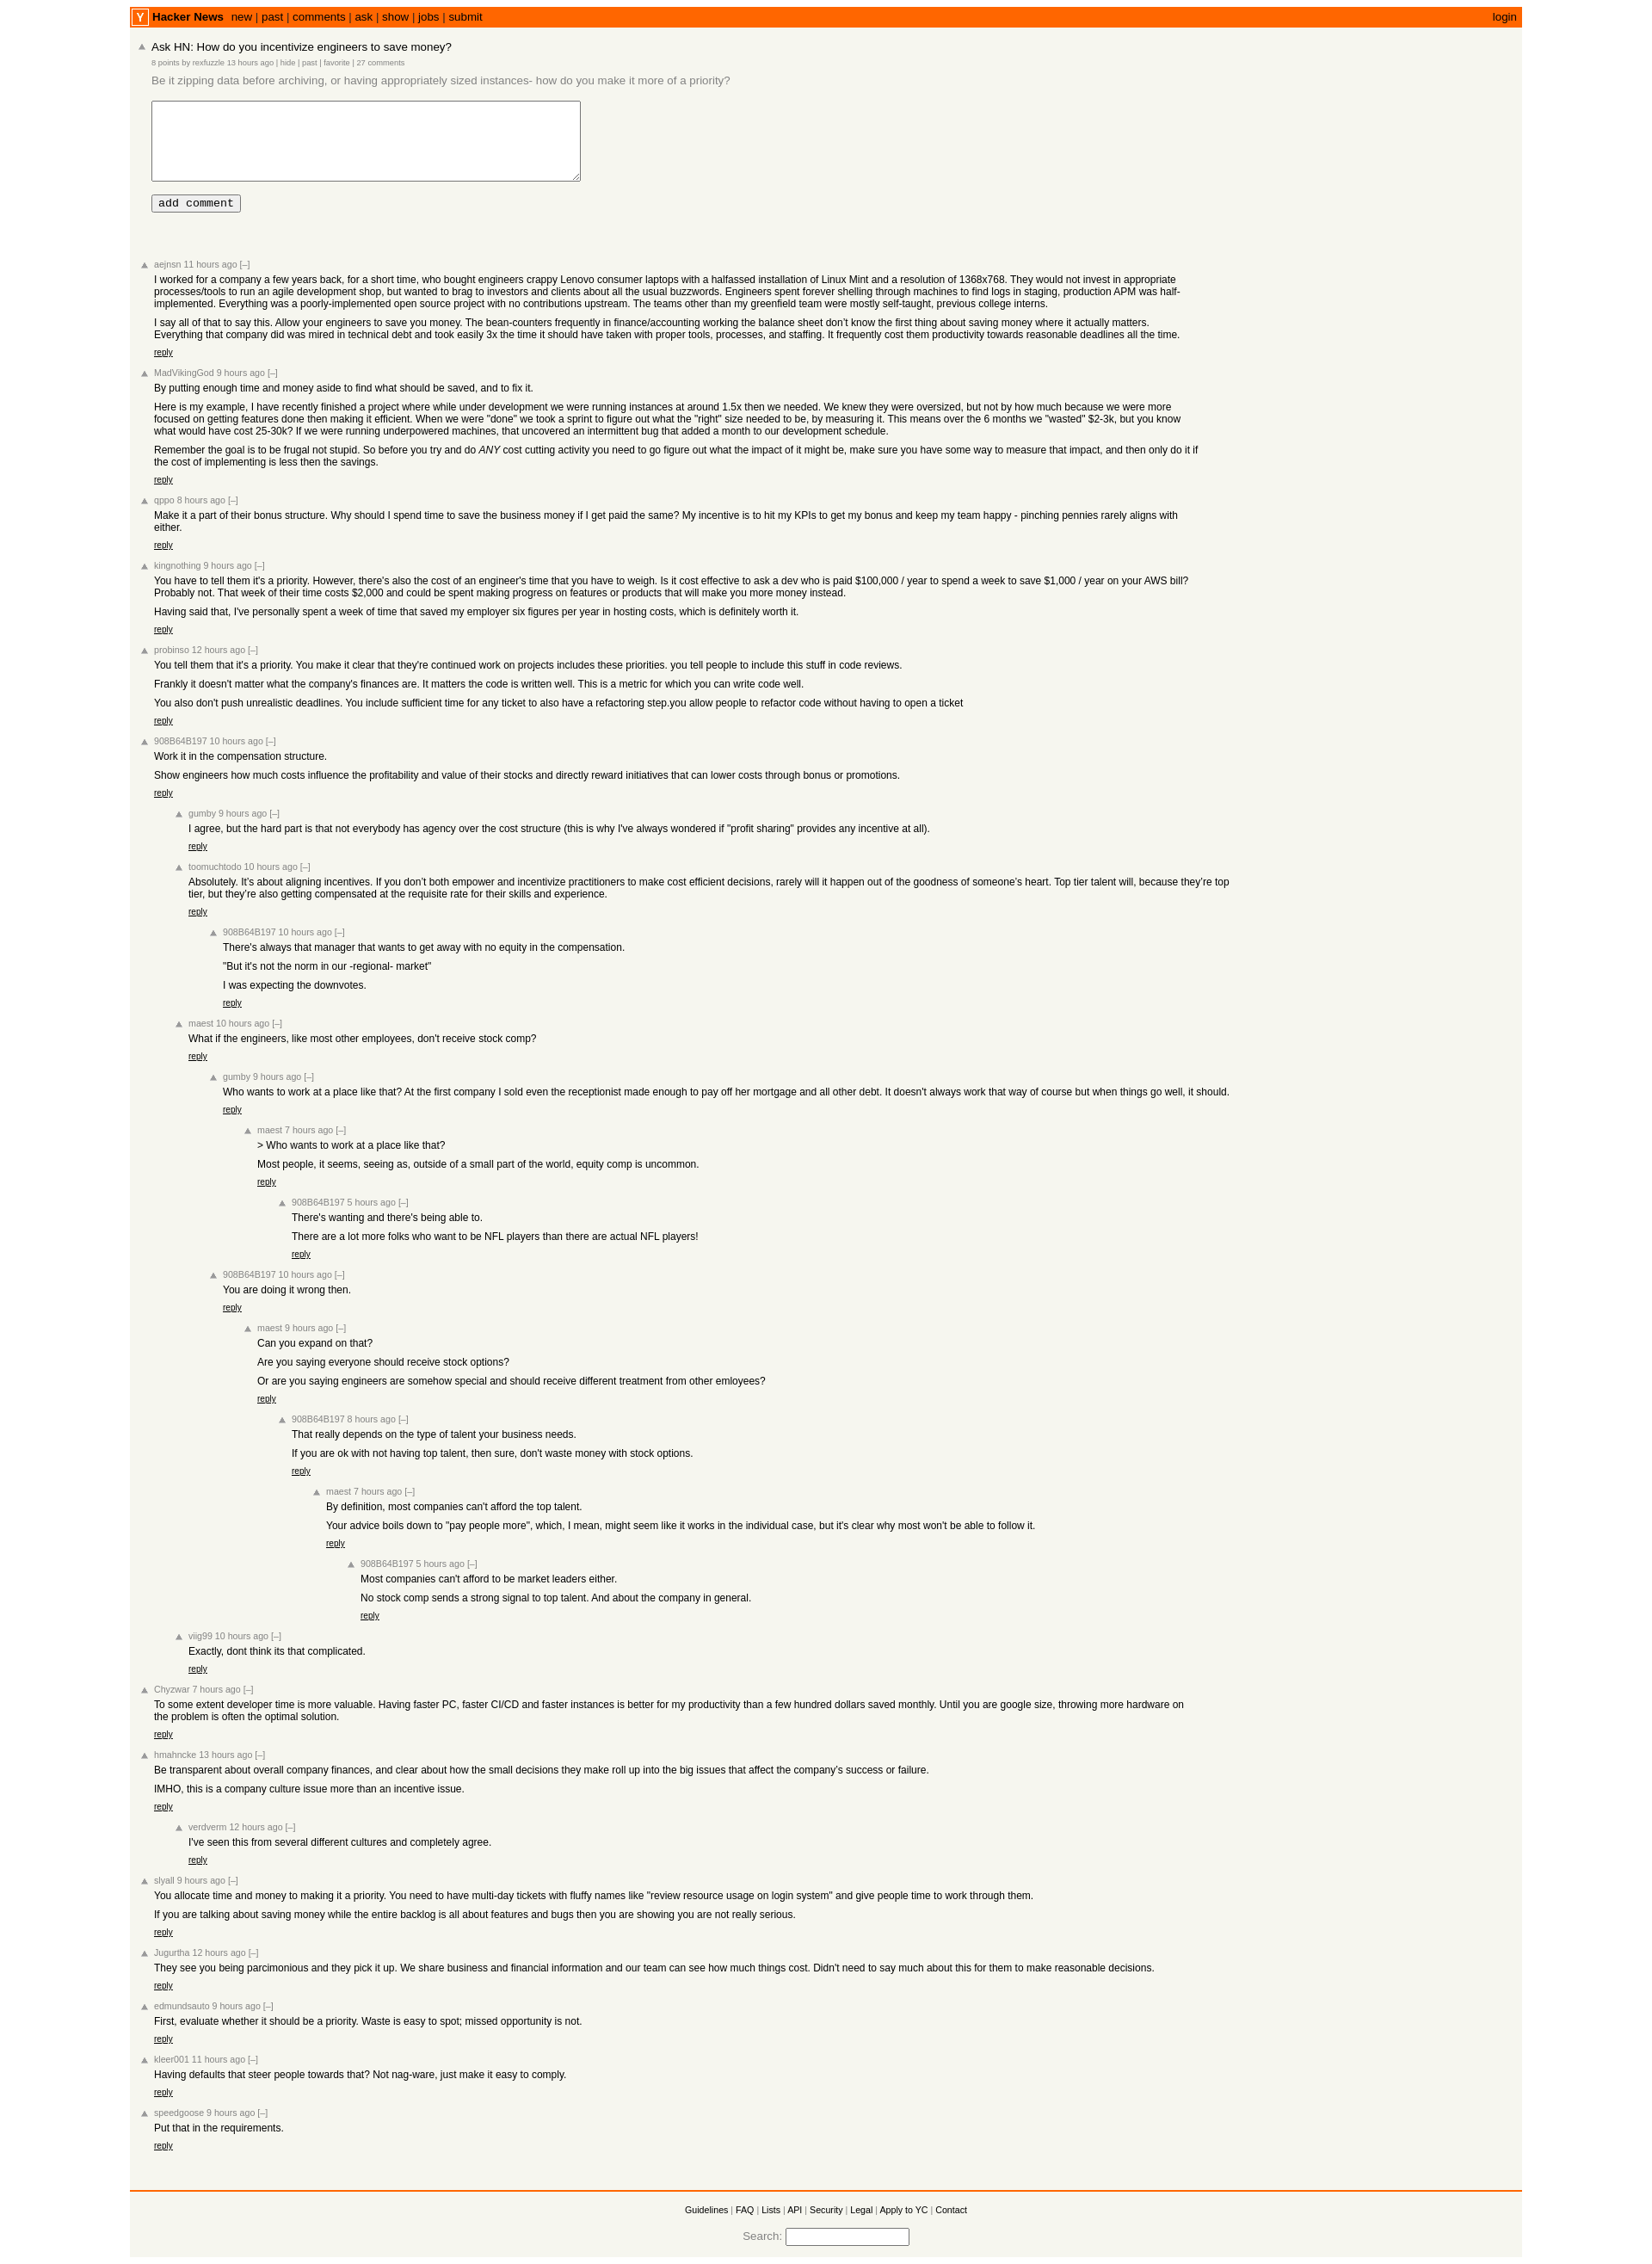 Y Hacker News new | past | comments | ask | show | jobs | submit login
Ask HN: How do you incentivize engineers to save money?
8 points by rexfuzzle 13 hours ago | hide | past | favorite | 27 comments
Be it zipping data before archiving, or having appropriately sized instances- how do you make it more of a priority?
add comment
aejnsn 11 hours ago [–]
I worked for a company a few years back, for a short time, who bought engineers crappy Lenovo consumer laptops with a halfassed installation of Linux Mint and a resolution of 1368x768. They would not invest in appropriate
processes/tools to run an agile development shop, but wanted to brag to investors and clients about all the usual buzzwords. Engineers spent forever shelling through machines to find logs in staging, production APM was half-
implemented. Everything was a poorly-implemented open source project with no contributions upstream. The teams other than my greenfield team were mostly self-taught, previous college interns.
I say all of that to say this. Allow your engineers to save you money. The bean-counters frequently in finance/accounting working the balance sheet don’t know the first thing about saving money where it actually matters.
Everything that company did was mired in technical debt and took easily 3x the time it should have taken with proper tools, processes, and staffing. It frequently cost them productivity towards reasonable deadlines all the time.
reply
MadVikingGod 9 hours ago [–]
By putting enough time and money aside to find what should be saved, and to fix it.
Here is my example, I have recently finished a project where while under development we were running instances at around 1.5x then we needed. We knew they were oversized, but not by how much because we were more
focused on getting features done then making it efficient. When we were "done" we took a sprint to figure out what the "right" size needed to be, by measuring it. This means over the 6 months we "wasted" $2-3k, but you know
what would have cost 25-30k? If we were running underpowered machines, that uncovered an intermittent bug that added a month to our development schedule.
Remember the goal is to be frugal not stupid. So before you try and do ANY cost cutting activity you need to go figure out what the impact of it might be, make sure you have some way to measure that impact, and then only do it if
the cost of implementing is less then the savings.
reply
qppo 8 hours ago [–]
Make it a part of their bonus structure. Why should I spend time to save the business money if I get paid the same? My incentive is to hit my KPIs to get my bonus and keep my team happy - pinching pennies rarely aligns with
either.
reply
kingnothing 9 hours ago [–]
You have to tell them it's a priority. However, there's also the cost of an engineer's time that you have to weigh. Is it cost effective to ask a dev who is paid $100,000 / year to spend a week to save $1,000 / year on your AWS bill?
Probably not. That week of their time costs $2,000 and could be spent making progress on features or products that will make you more money instead.
Having said that, I've personally spent a week of time that saved my employer six figures per year in hosting costs, which is definitely worth it.
reply
probinso 12 hours ago [–]
You tell them that it's a priority. You make it clear that they're continued work on projects includes these priorities. you tell people to include this stuff in code reviews.
Frankly it doesn't matter what the company's finances are. It matters the code is written well. This is a metric for which you can write code well.
You also don't push unrealistic deadlines. You include sufficient time for any ticket to also have a refactoring step.you allow people to refactor code without having to open a ticket
reply
908B64B197 10 hours ago [–]
Work it in the compensation structure.
Show engineers how much costs influence the profitability and value of their stocks and directly reward initiatives that can lower costs through bonus or promotions.
reply
gumby 9 hours ago [–]
I agree, but the hard part is that not everybody has agency over the cost structure (this is why I've always wondered if "profit sharing" provides any incentive at all).
reply
toomuchtodo 10 hours ago [–]
Absolutely. It’s about aligning incentives. If you don’t both empower and incentivize practitioners to make cost efficient decisions, rarely will it happen out of the goodness of someone’s heart. Top tier talent will, because they’re top
tier, but they’re also getting compensated at the requisite rate for their skills and experience.
reply
908B64B197 10 hours ago [–]
There's always that manager that wants to get away with no equity in the compensation.
"But it's not the norm in our -regional- market"
I was expecting the downvotes.
reply
maest 10 hours ago [–]
What if the engineers, like most other employees, don't receive stock comp?
reply
gumby 9 hours ago [–]
Who wants to work at a place like that? At the first company I sold even the receptionist made enough to pay off her mortgage and all other debt. It doesn't always work that way of course but when things go well, it should.
reply
maest 7 hours ago [–]
> Who wants to work at a place like that?
Most people, it seems, seeing as, outside of a small part of the world, equity comp is uncommon.
reply
908B64B197 5 hours ago [–]
There's wanting and there's being able to.
There are a lot more folks who want to be NFL players than there are actual NFL players!
reply
908B64B197 10 hours ago [–]
You are doing it wrong then.
reply
maest 9 hours ago [–]
Can you expand on that?
Are you saying everyone should receive stock options?
Or are you saying engineers are somehow special and should receive different treatment from other emloyees?
reply
908B64B197 8 hours ago [–]
That really depends on the type of talent your business needs.
If you are ok with not having top talent, then sure, don't waste money with stock options.
reply
maest 7 hours ago [–]
By definition, most companies can't afford the top talent.
Your advice boils down to "pay people more", which, I mean, might seem like it works in the individual case, but it's clear why most won't be able to follow it.
reply
908B64B197 5 hours ago [–]
Most companies can't afford to be market leaders either.
No stock comp sends a strong signal to top talent. And about the company in general.
reply
viig99 10 hours ago [–]
Exactly, dont think its that complicated.
reply
Chyzwar 7 hours ago [–]
To some extent developer time is more valuable. Having faster PC, faster CI/CD and faster instances is better for my productivity than a few hundred dollars saved monthly. Until you are google size, throwing more hardware on
the problem is often the optimal solution.
reply
hmahncke 13 hours ago [–]
Be transparent about overall company finances, and clear about how the small decisions they make roll up into the big issues that affect the company’s success or failure.
IMHO, this is a company culture issue more than an incentive issue.
reply
verdverm 12 hours ago [–]
I've seen this from several different cultures and completely agree.
reply
slyall 9 hours ago [–]
You allocate time and money to making it a priority. You need to have multi-day tickets with fluffy names like "review resource usage on login system" and give people time to work through them.
If you are talking about saving money while the entire backlog is all about features and bugs then you are showing you are not really serious.
reply
Jugurtha 12 hours ago [–]
They see you being parcimonious and they pick it up. We share business and financial information and our team can see how much things cost. Didn't need to say much about this for them to make reasonable decisions.
reply
edmundsauto 9 hours ago [–]
First, evaluate whether it should be a priority. Waste is easy to spot; missed opportunity is not.
reply
kleer001 11 hours ago [–]
Having defaults that steer people towards that? Not nag-ware, just make it easy to comply.
reply
speedgoose 9 hours ago [–]
Put that in the requirements.
reply
Guidelines | FAQ | Lists | API | Security | Legal | Apply to YC | Contact
Search: